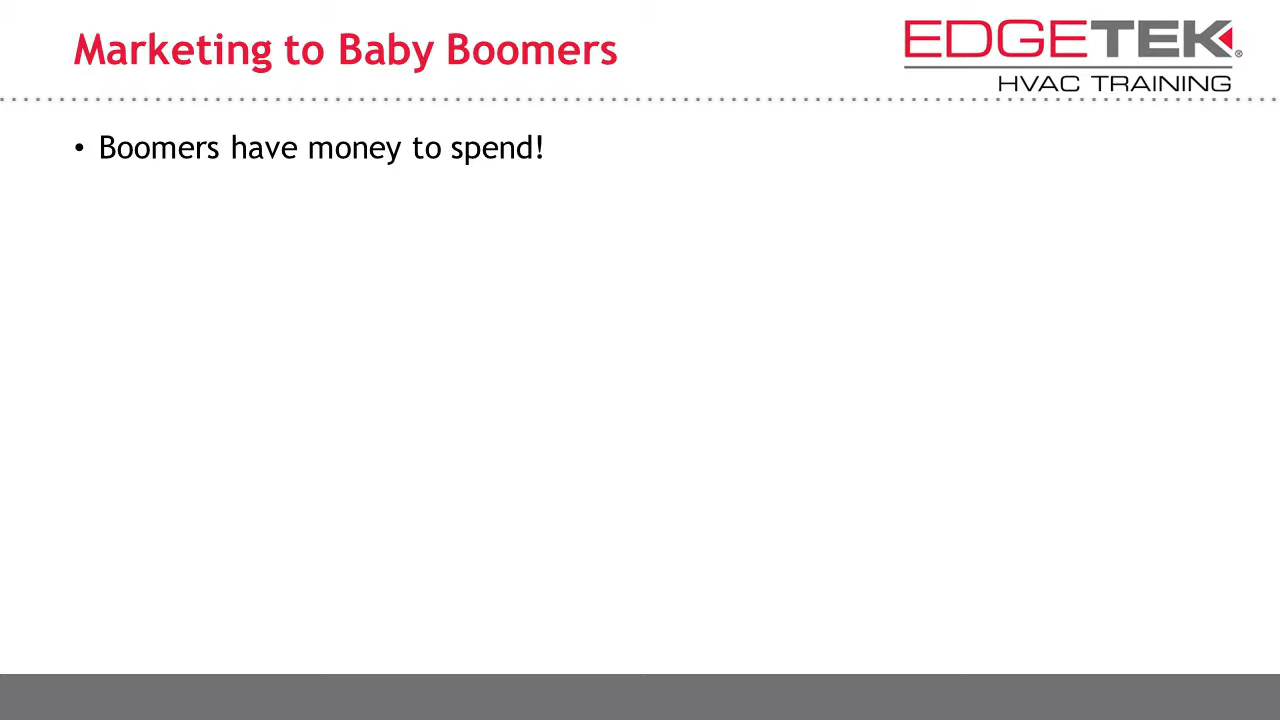 Marketing to Baby Boomers
EDGETEK®
HVAC TRAINING
• Boomers have money to spend!